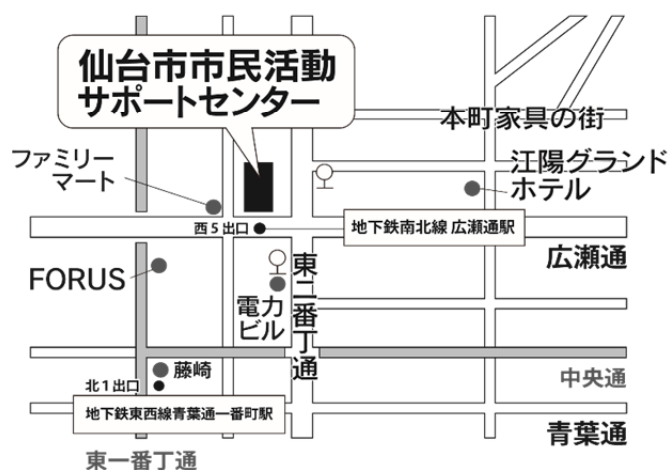 仙台市市民活動
サポートセンター
本町家具の街
ファミリー
マート
江陽グランド
ホテル
西5出口
地下鉄南北線 広瀬通駅
広瀬通
FORUS
東二番丁通
電力
ビル
藤崎
中央通
北1出口
地下鉄東西線青葉通一番町駅
青葉通
東一番丁通